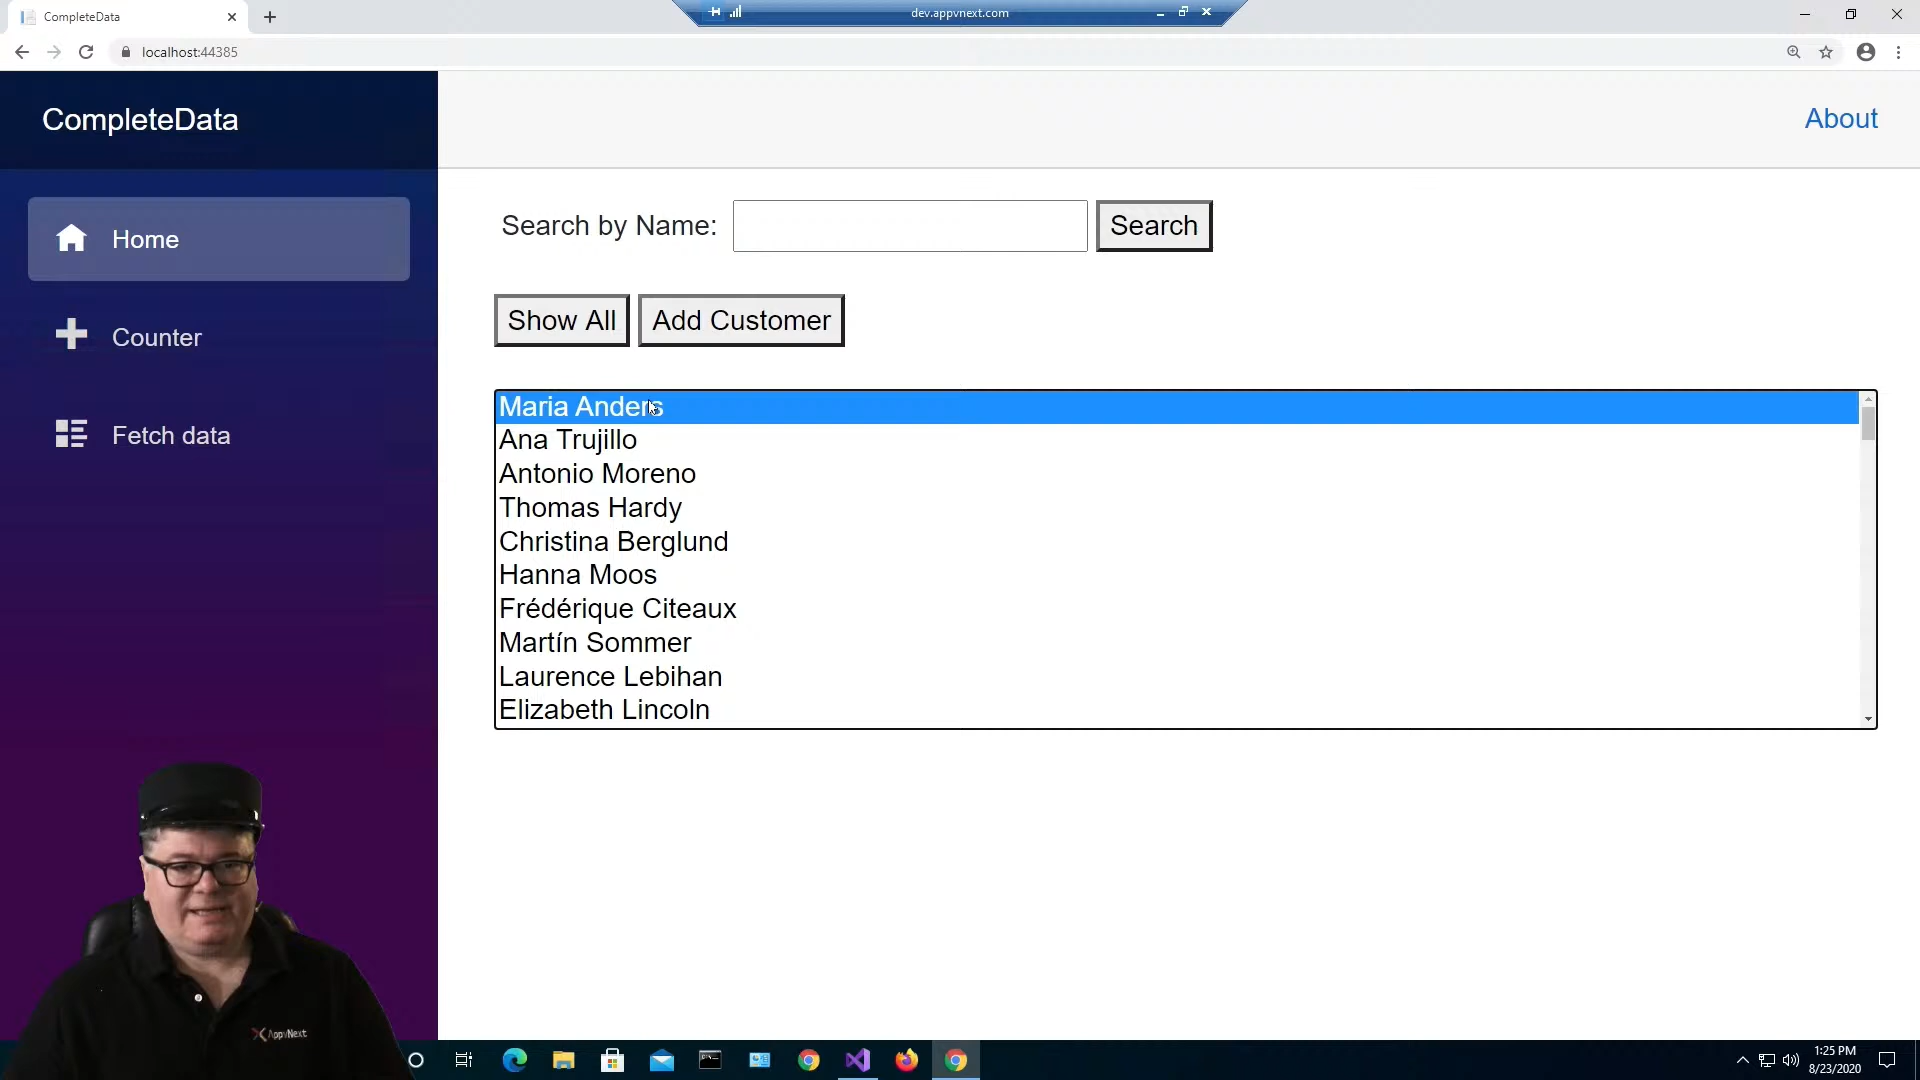 CompleteData
dev.appvnext.com
localhost:44385
CompleteData
About
Home
Counter
Fetch data
Search by Name:
Search
Show All
Add Customer
Maria Anders
Ana Trujillo
Antonio Moreno
Thomas Hardy
Christina Berglund
Hanna Moos
Frédérique Citeaux
Martín Sommer
Laurence Lebihan
Elizabeth Lincoln
AppvNext
1:25 PM
8/23/2020